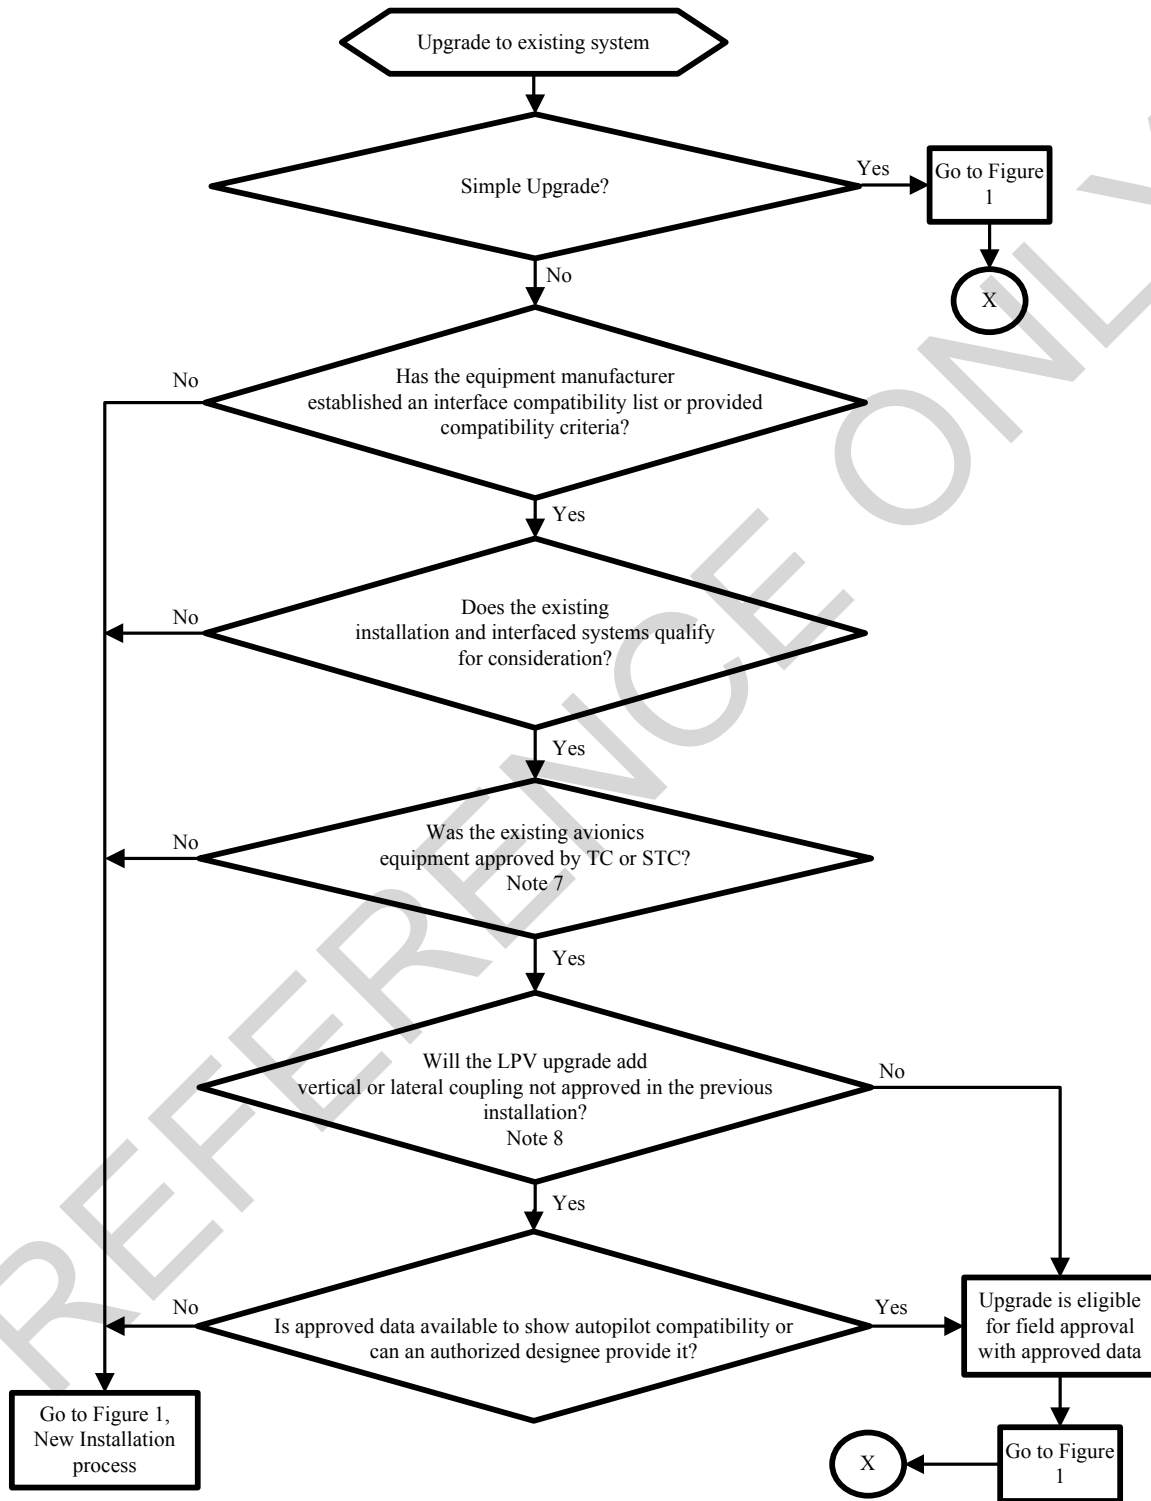 Upgrade to existing system
Simple Upgrade?
Yes
Go to Figure
1
X
No
Has the equipment manufacturer
established an interface compatibility list or provided
compatibility criteria?
No
Yes
Does the existing
installation and interfaced systems qualify
for consideration?
No
Yes
Was the existing avionics
equipment approved by TC or STC?
Note 7
No
Yes
Will the LPV upgrade add
vertical or lateral coupling not approved in the previous
installation?
Note 8
No
Yes
Is approved data available to show autopilot compatibility or
can an authorized designee provide it?
No
Yes
Upgrade is eligible
for field approval
with approved data
Go to Figure 1,
New Installation
process
Go to Figure
1
X
REFERENCE ONLY